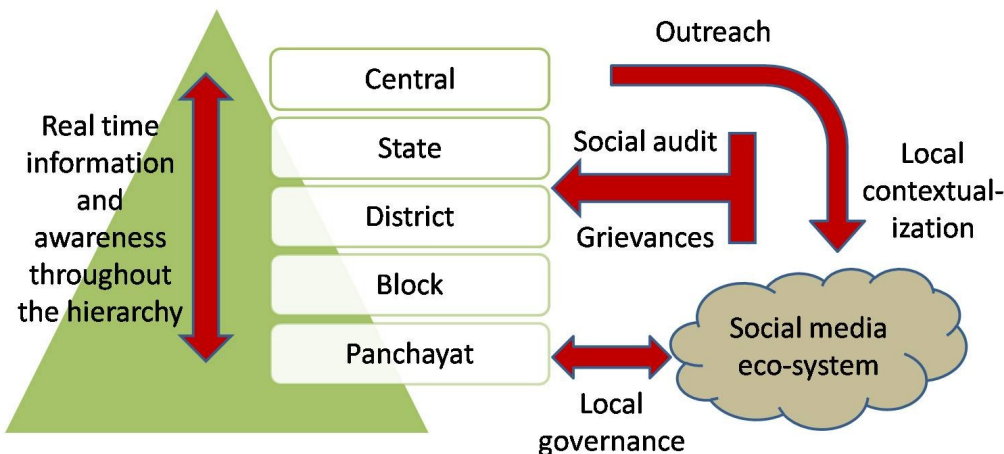 Real time
information
and
awareness
throughout
the hierarchy
Central
State
District
Block
Panchayat
Outreach
Social audit
Grievances
Local
contextual-
ization
Social media
eco-system
Local
governance